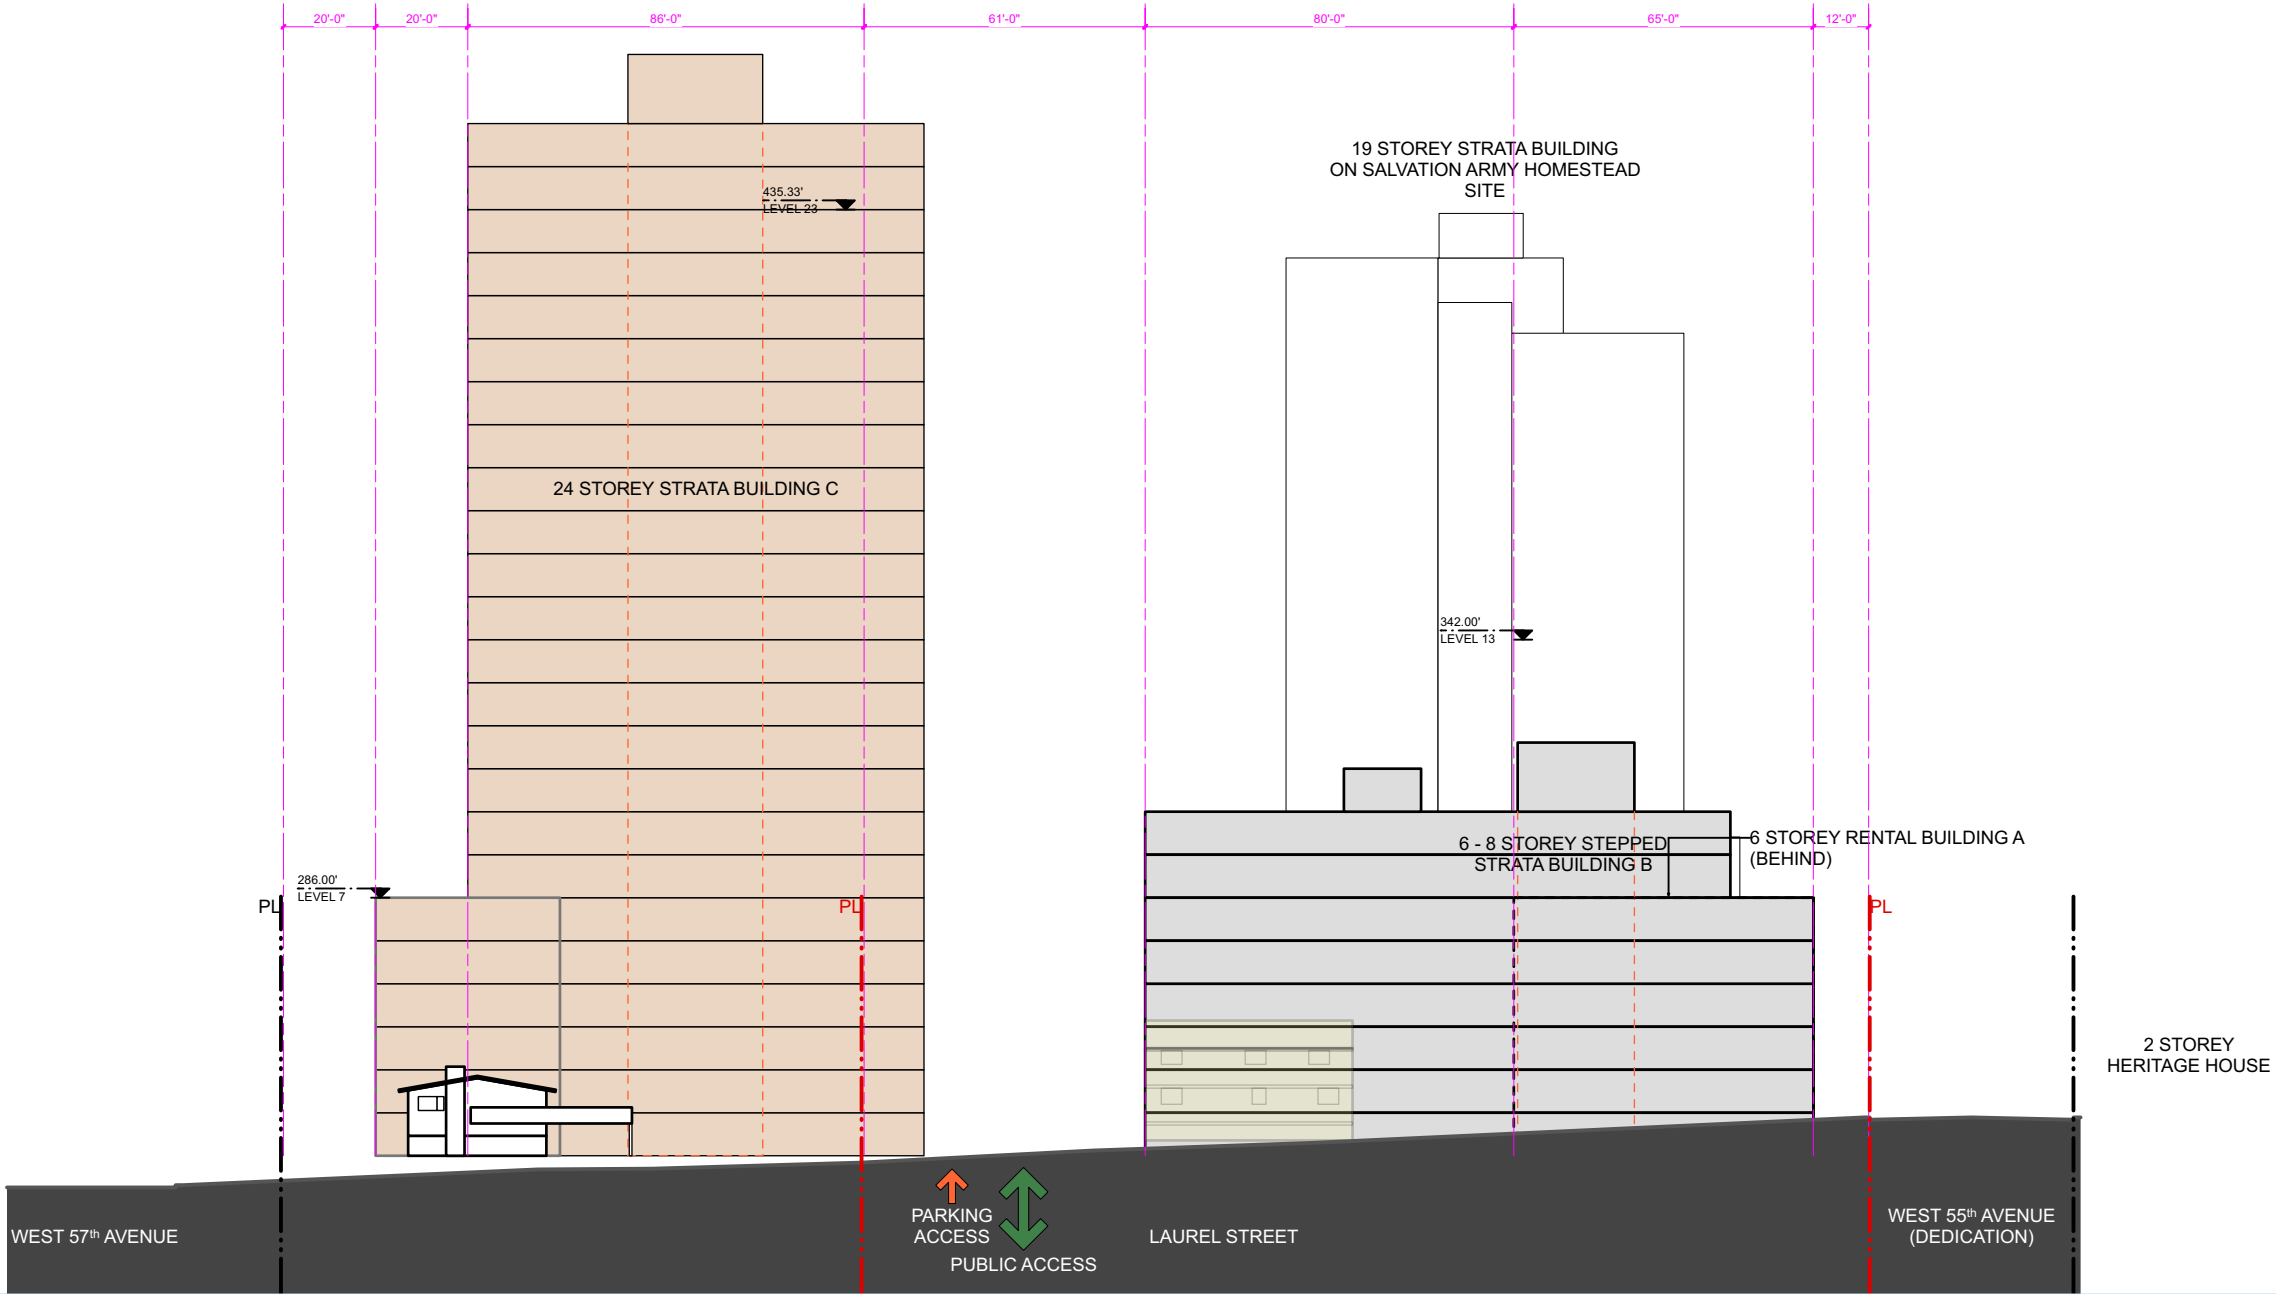 20'-0"
20'-0"
86'-0"
61'-0"
80'-0"
65'-0"
12'-0"
19 STOREY STRATA BUILDING
ON SALVATION ARMY HOMESTEAD
SITE
435.33'
LEVEL 23
24 STOREY STRATA BUILDING C
342.00'
LEVEL 13
6 - 8 STOREY STEPPED
STRATA BUILDING B
6 STOREY RENTAL BUILDING A
(BEHIND)
286.00'
LEVEL 7
PL
PL
PL
2 STOREY
HERITAGE HOUSE
WEST 57th AVENUE
PARKING
ACCESS
PUBLIC ACCESS
LAUREL STREET
WEST 55th AVENUE
(DEDICATION)